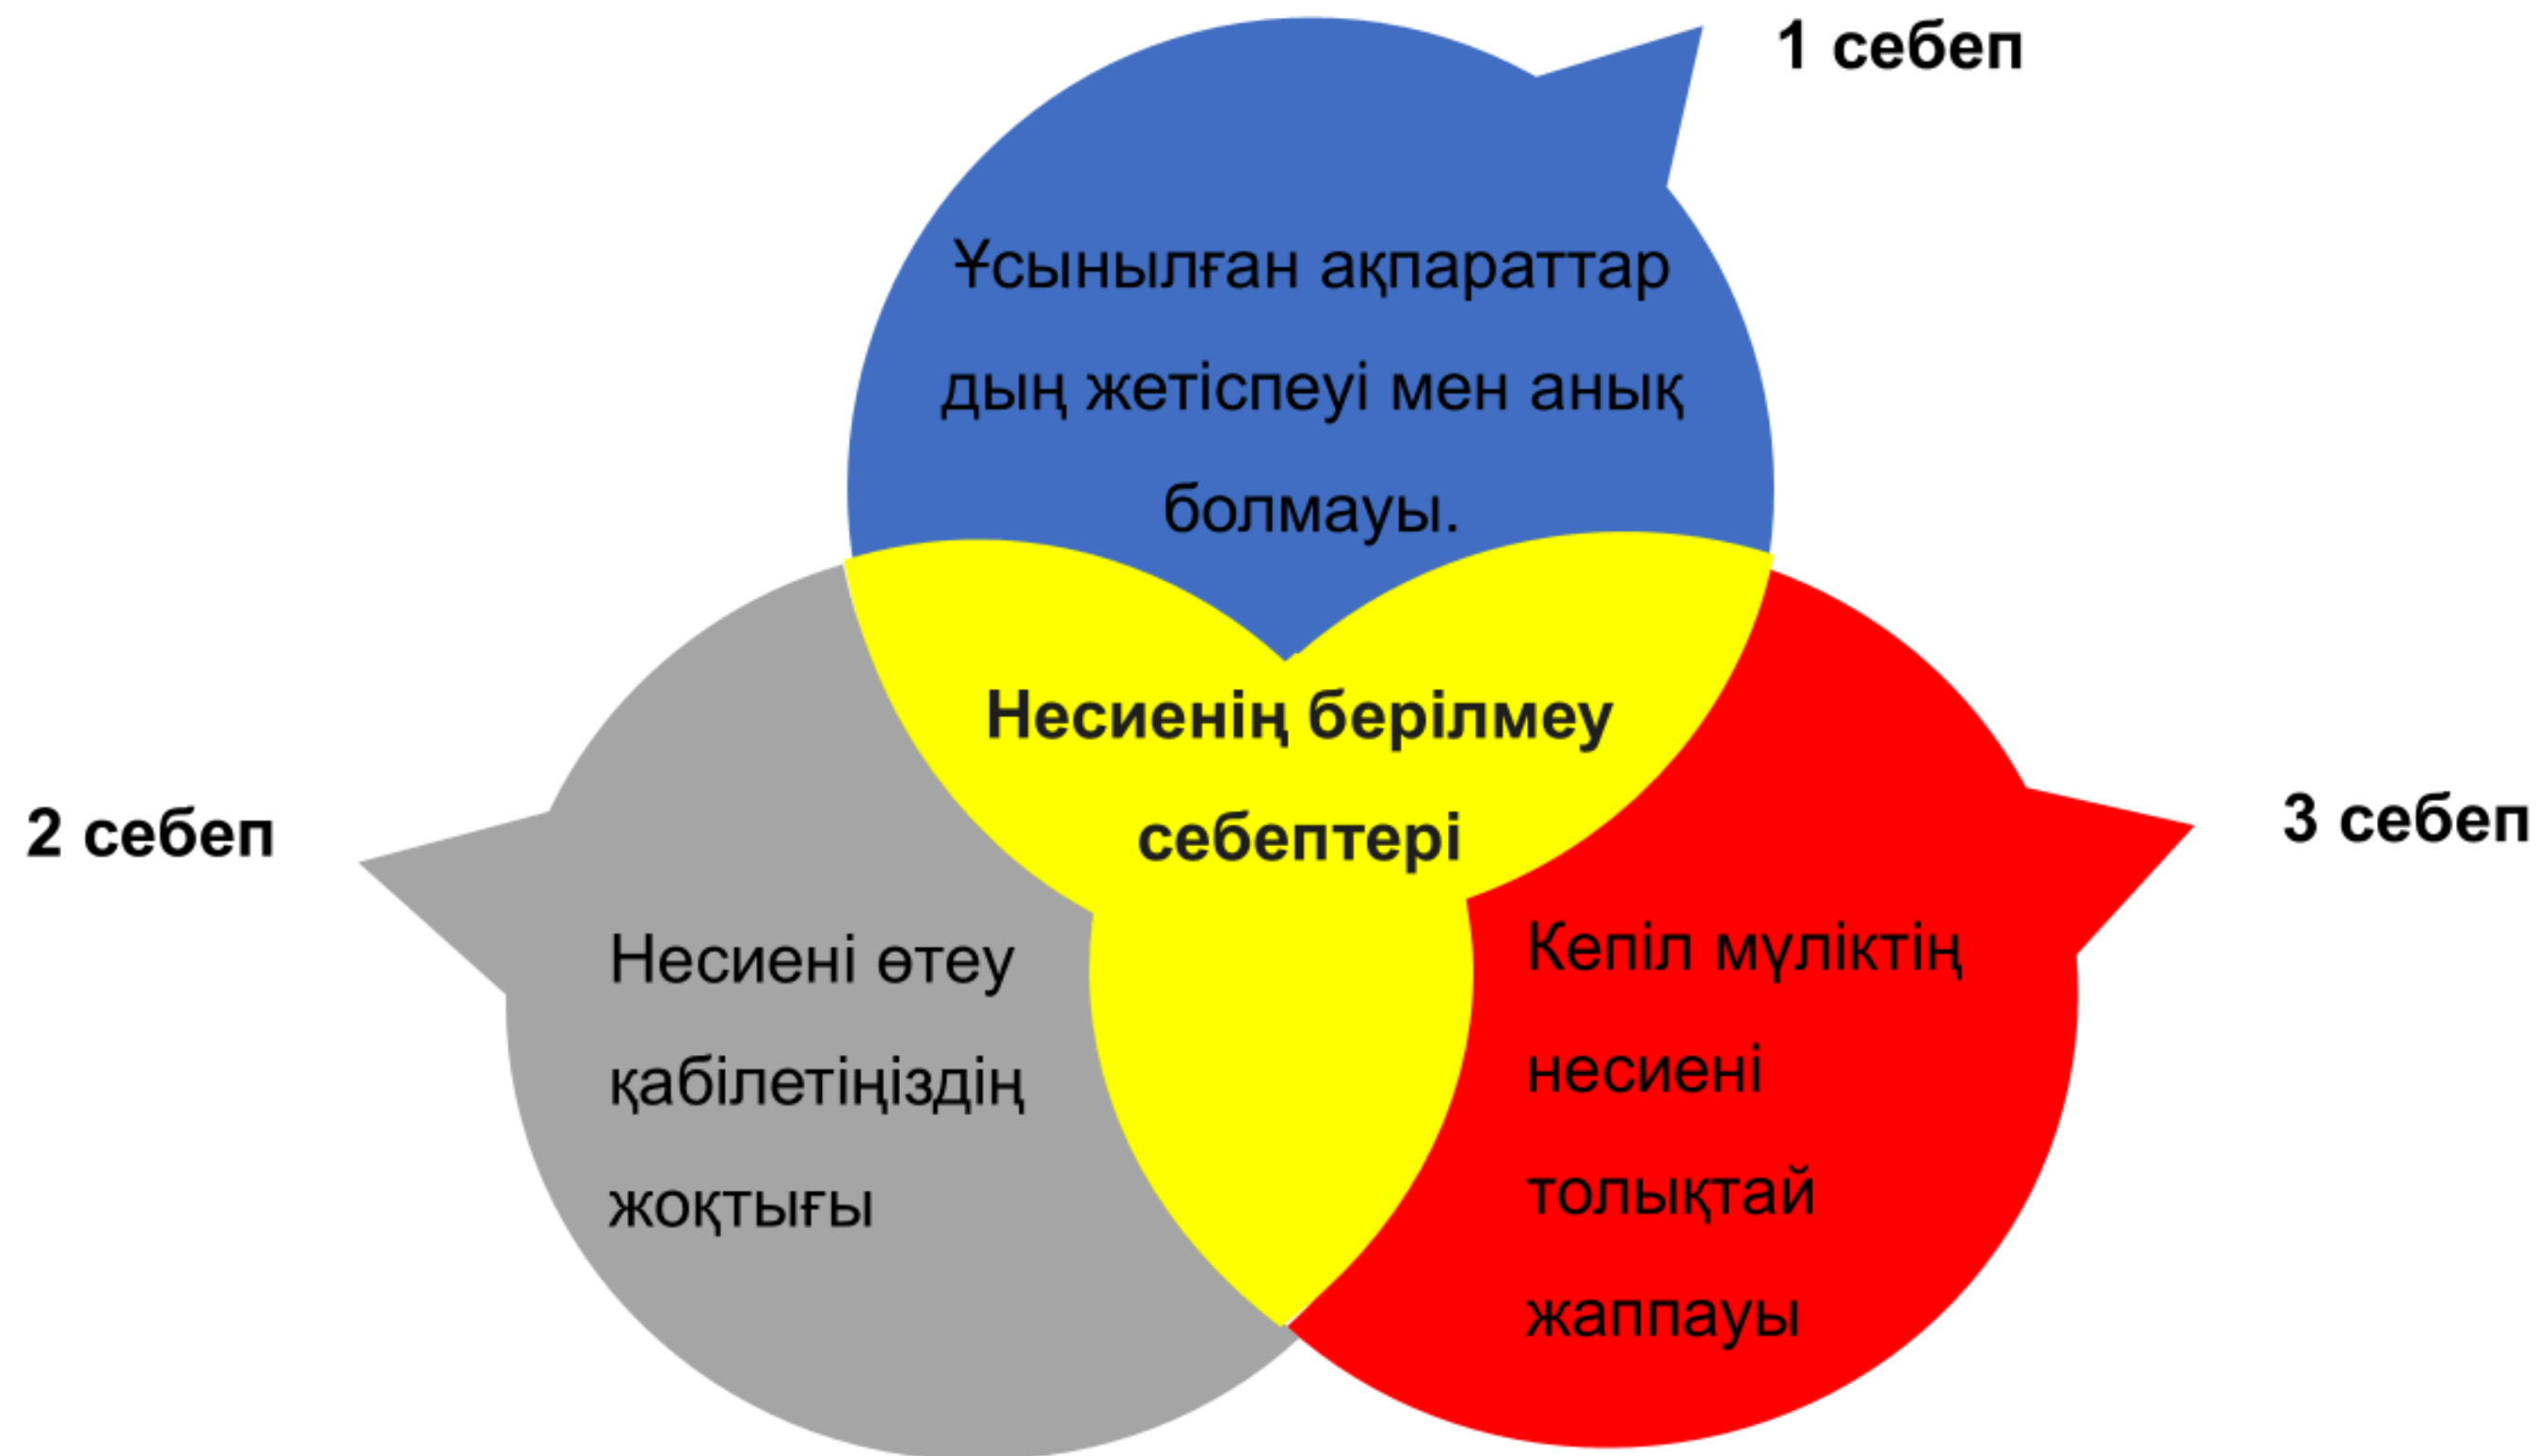 1 себеп
Ұсынылған ақпараттар
дың жетіспеуі мен анық
болмауы.
Несиенің берілмеу
себептері
2 себеп
Несиені өтеу
қабілетіңіздің
жоқтығы
3 себеп
Кепіл мүліктің
несиені
толықтай
жаппауы